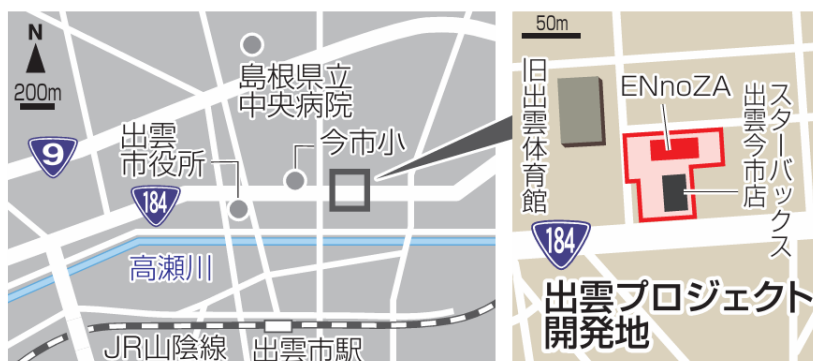 N
200m
島根県立
中央病院
出雲
市役所
今市小
9
184
高瀬川
JR山陰線
出雲市駅
50m
旧出雲体育館
ENnoZA
スターバックス
出雲今市店
184
出雲プロジェクト
開発地